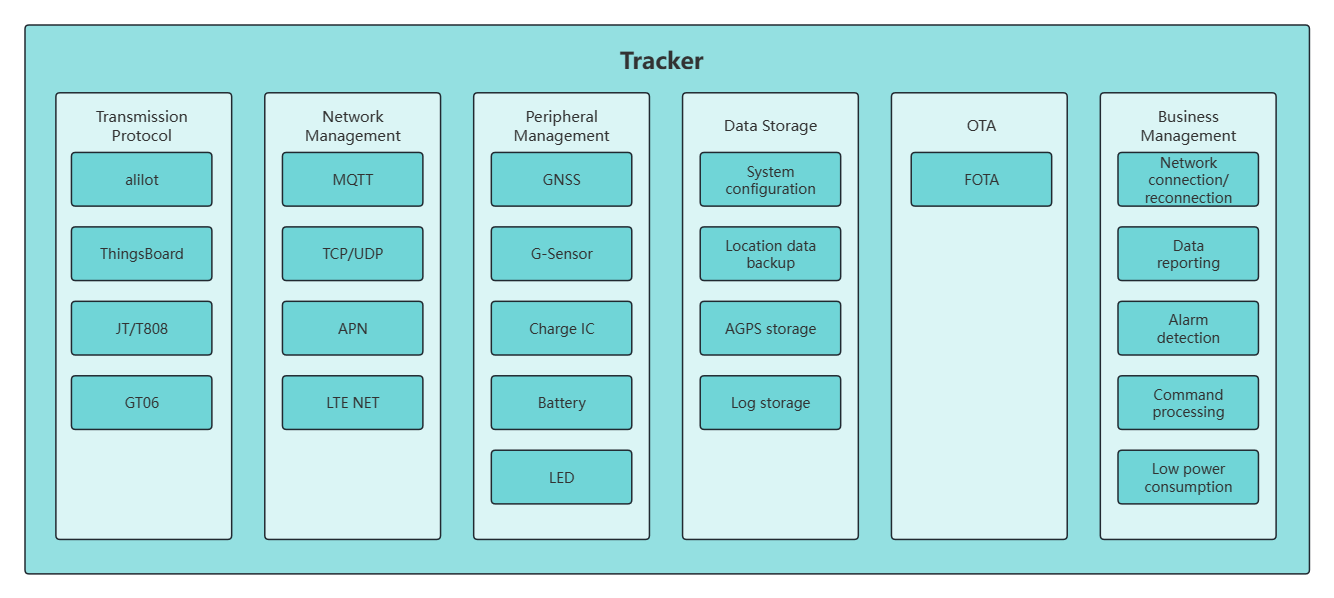 Tracker
Transmission
Protocol
alilot
ThingsBoard
JT/T808
GT06
Network
Management
MQTT
TCP/UDP
APN
LTE NET
Peripheral
Management
GNSS
G-Sensor
Charge IC
Battery
LED
Data Storage
System
configuration
Location data
backup
AGPS storage
Log storage
OTA
FOTA
Business
Management
Network
connection/
reconnection
Data
reporting
Alarm
detection
Command
processing
Low power
consumption